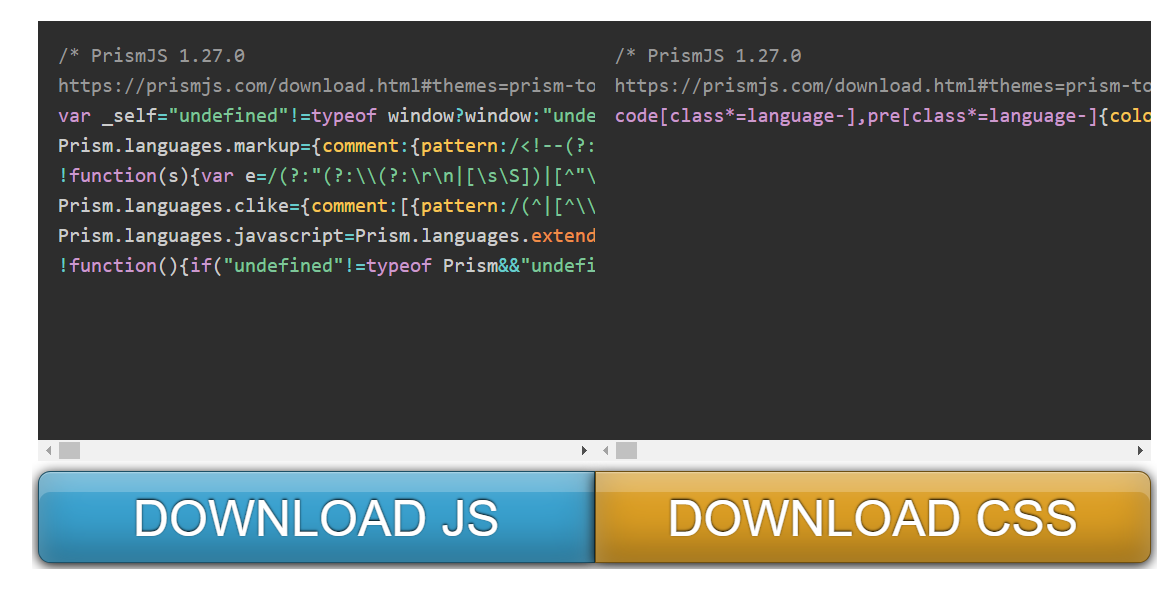 /* PrismJS 1.27.0
https://prismjs.com/download.html#themes=prism-to
var _self="undefined"!=typeof window?window:"unde
Prism.languages.markup={comment:{pattern:/<!--(?:
!function(s){var e=/(?:"(?:\\(?:\r\n|[\s\S])|[^"\
Prism.languages.clike={comment:[{pattern:/(^|[^\\
Prism.languages.javascript=Prism.languages.extend
!function(){if("undefined"!=typeof Prism&&"undefi
/* PrismJS 1.27.0
https://prismjs.com/download.html#themes=prism-to
code[class*=language-],pre[class*=language-]{colo
DOWNLOAD JS
DOWNLOAD CSS